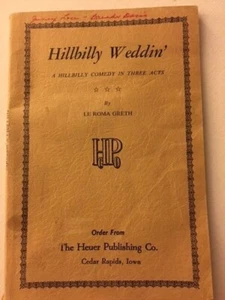 Hillbilly Weddin'
A HILLBILLY COMEDY IN THREE ACTS
By
LE ROMA GRETH
HP
Order From
The Heuer Publishing Co.
Cedar Rapids, Iowa